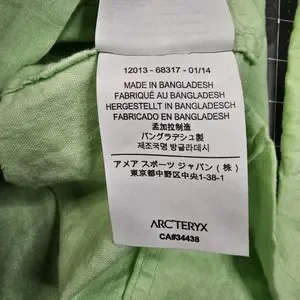 12013 - 68317 - 01/14
MADE IN BANGLADESH
FABRIQUÉ AU BANGLADESH
HERGESTELLT IN BANGLADESCH
FABRICADO EN BANGLADESH
孟加拉制造
バングラデシュ製
제조국명 방글라데시
アメア スポーツ ジャパン (株)
東京都中野区中央1-38-1
ARC'TERYX
CA#34438